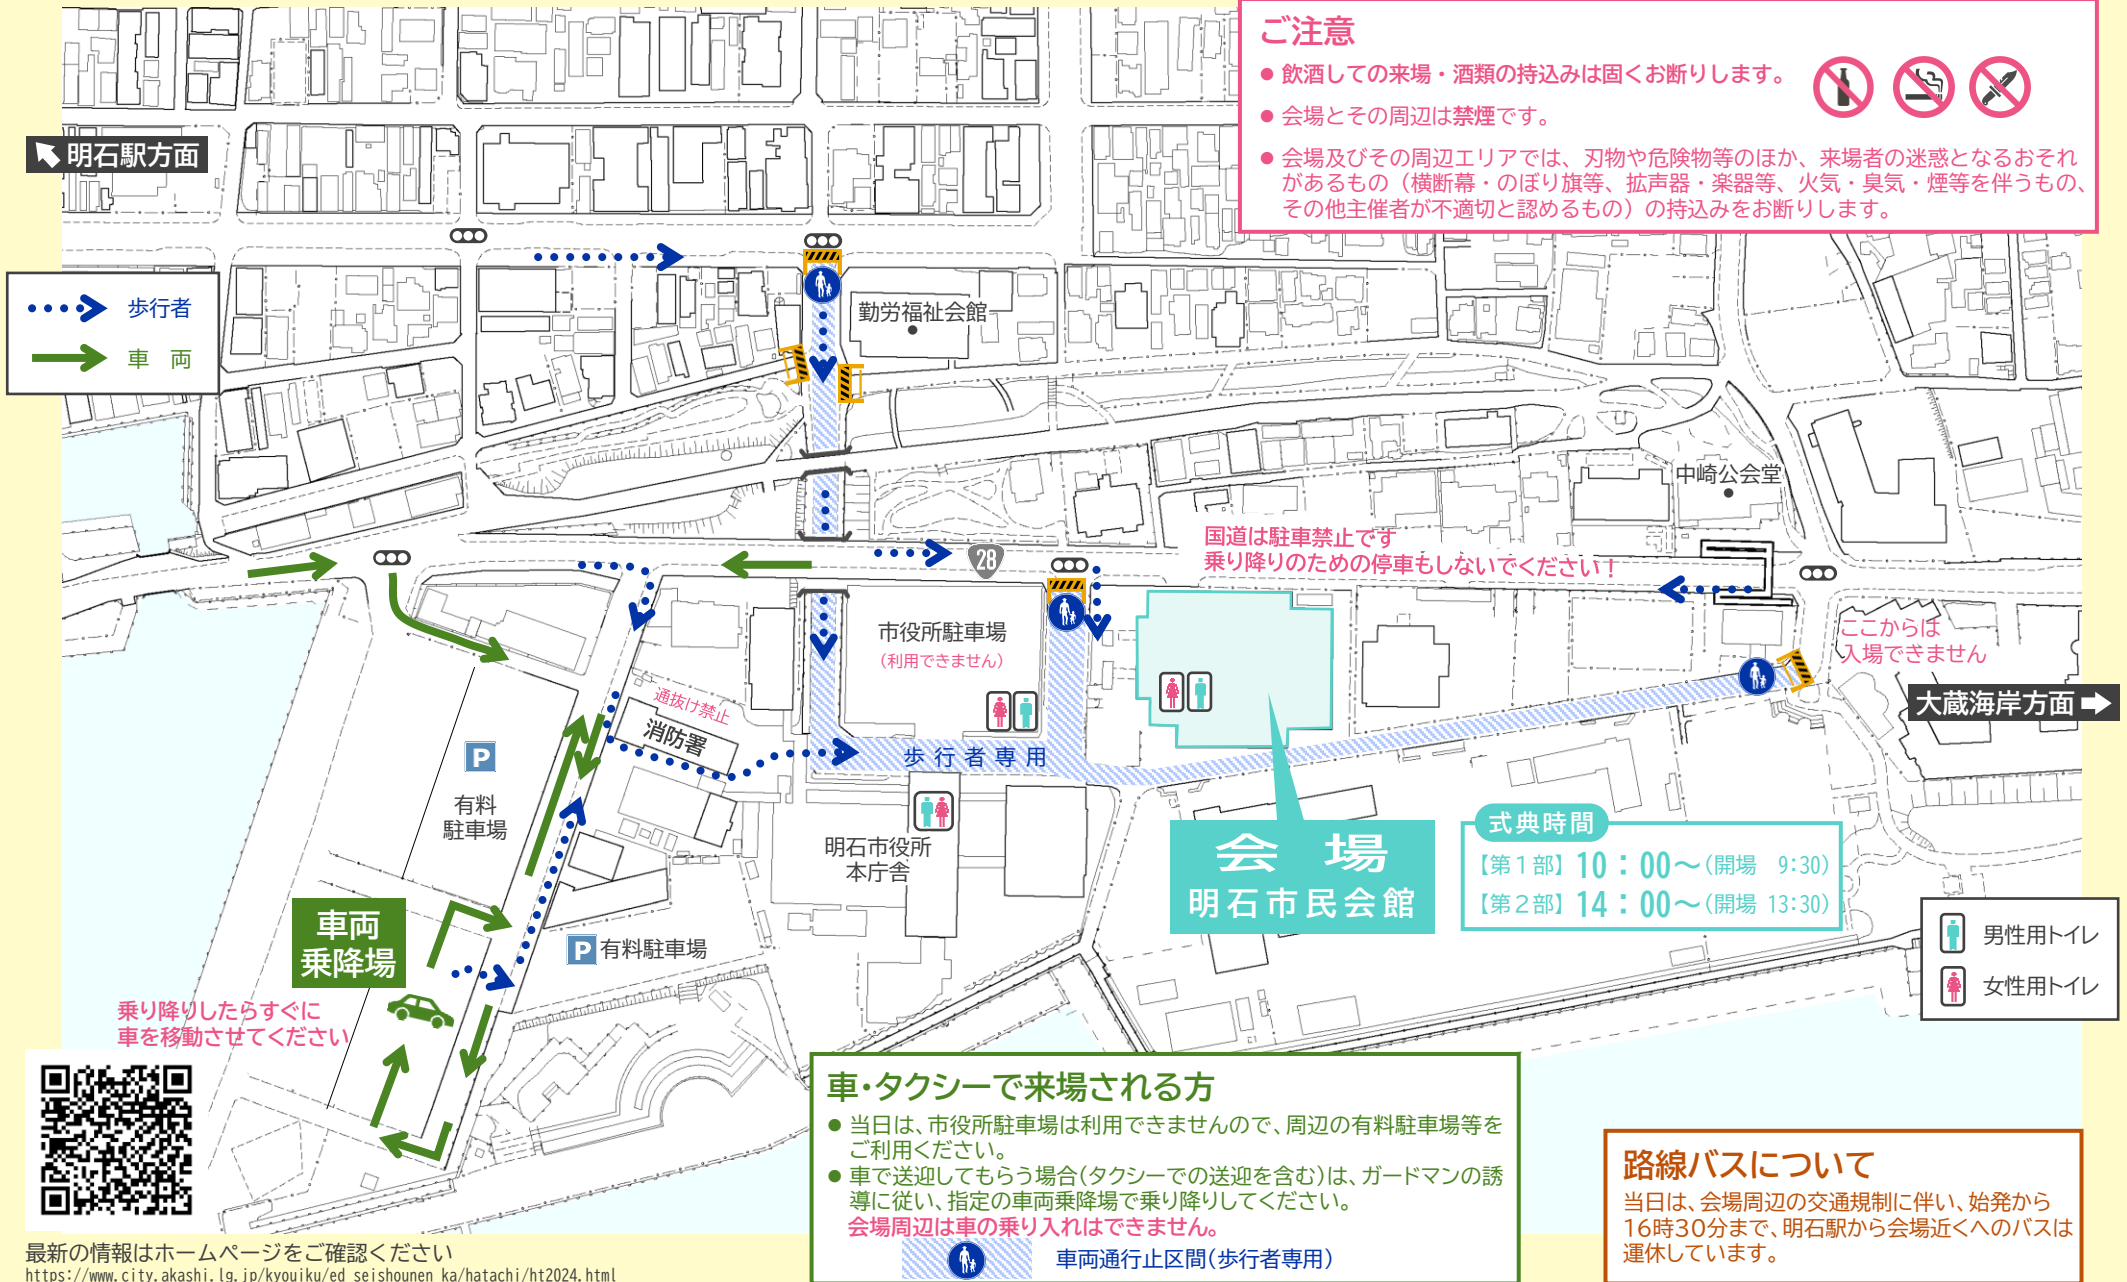 ご注意
● 飲酒しての来場・酒類の持込みは固くお断りします。
● 会場とその周辺は禁煙です。
● 会場及びその周辺エリアでは、刃物や危険物等のほか、来場者の迷惑となるおそれ
があるもの（横断幕・のぼり旗等、拡声器・楽器等、火気・臭気・煙等を伴うもの、
その他主催者が不適切と認めるもの）の持込みをお断りします。
明石駅方面
歩行者
車 両
勤労福祉会館
中崎公会堂
国道は駐車禁止です
乗り降りのための停車もしないでください！
28
市役所駐車場
（利用できません）
ここからは
入場できません
大蔵海岸方面
通抜け禁止
消防署
P
有料
駐車場
歩行者専用
明石市役所
本庁舎
会 場
明石市民会館
式典時間
【第1部】10：00～（開場 9:30）
【第2部】14：00～（開場 13:30）
車両
乗降場
P 有料駐車場
男性用トイレ
女性用トイレ
乗り降りしたらすぐに
車を移動させてください
車・タクシーで来場される方
● 当日は、市役所駐車場は利用できませんので、周辺の有料駐車場等を
ご利用ください。
● 車で送迎してもらう場合(タクシーでの送迎を含む)は、ガードマンの誘
導に従い、指定の車両乗降場で乗り降りしてください。
会場周辺は車の乗り入れはできません。
車両通行止区間(歩行者専用)
路線バスについて
当日は、会場周辺の交通規制に伴い、始発から
16時30分まで、明石駅から会場近くへのバスは
運休しています。
最新の情報はホームページをご確認ください
https://www.city.akashi.lg.jp/kyouiku/ed_seishounen_ka/hatachi/ht2024.html